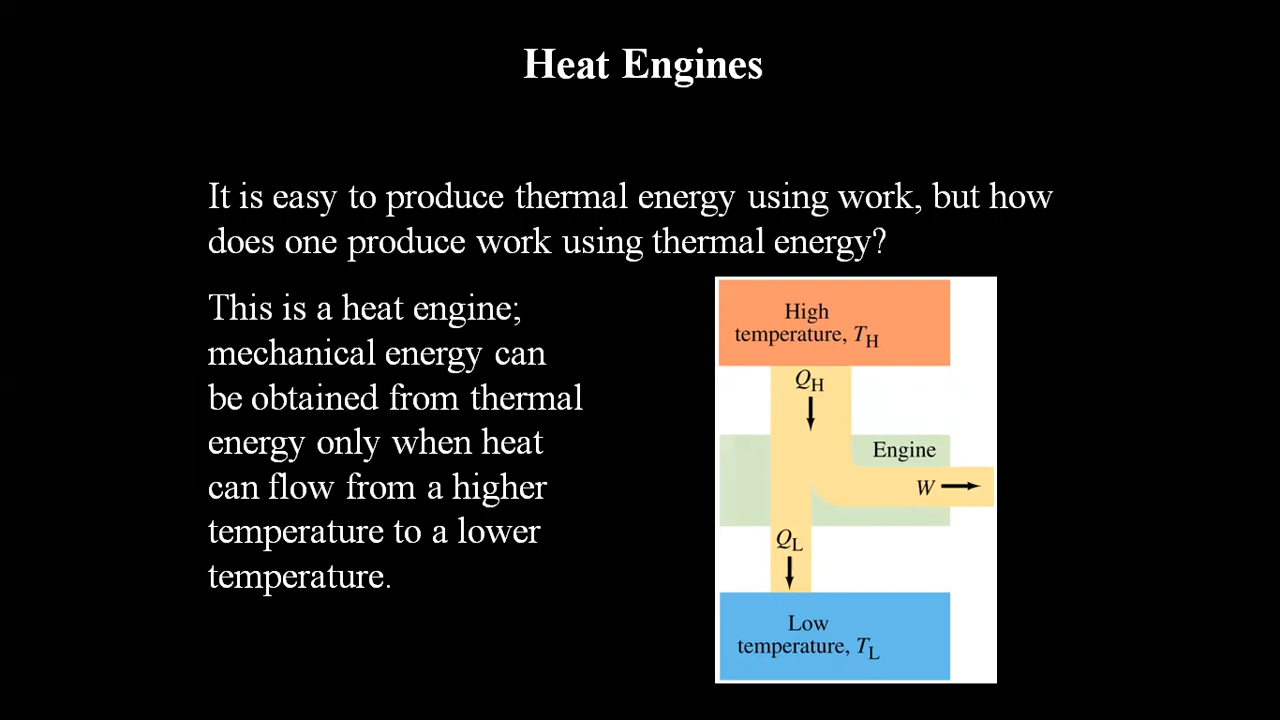 Heat Engines
It is easy to produce thermal energy using work, but how
does one produce work using thermal energy?
This is a heat engine;
mechanical energy can
be obtained from thermal
energy only when heat
can flow from a higher
temperature to a lower
temperature.
High
temperature, TH
QH
Engine
W
QL
Low
temperature, TL